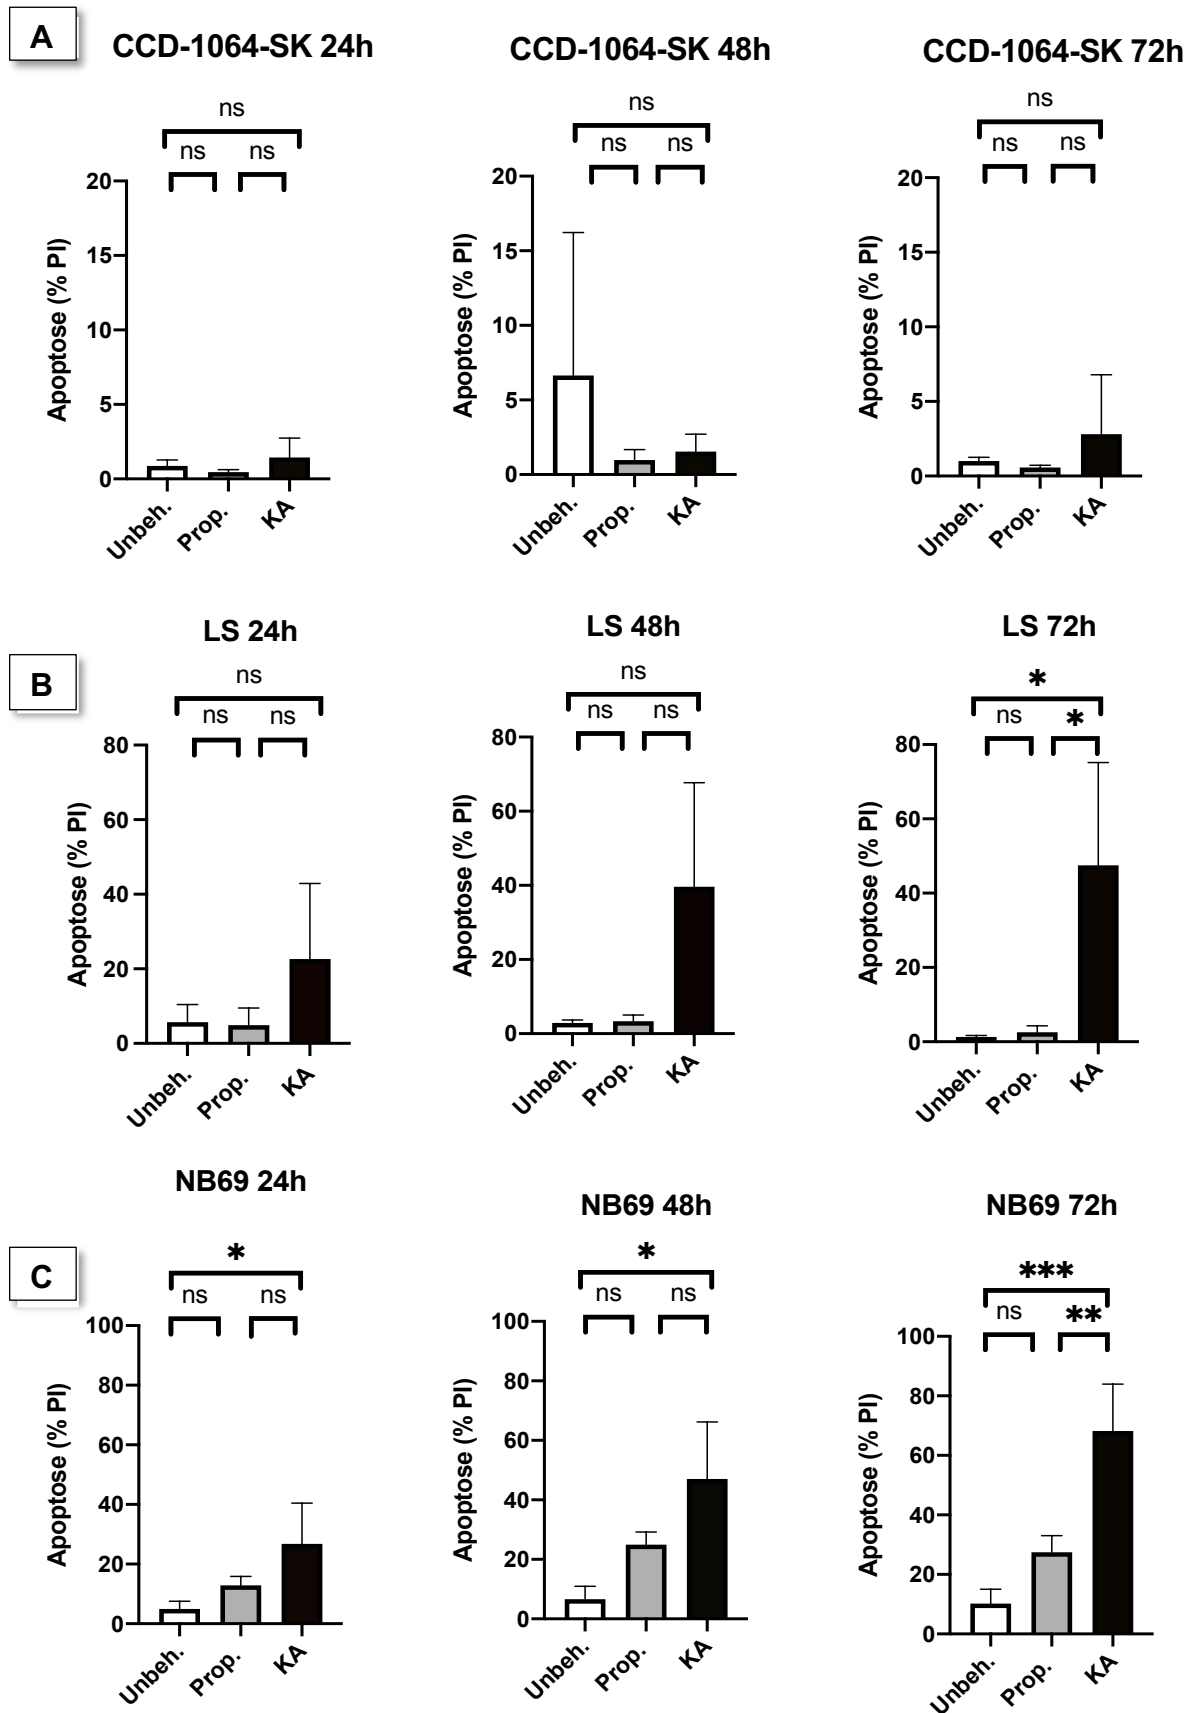 A
CCD-1064-SK 24h
ns
ns ns
20
15
10
5
0
Apoptose (% PI)
Unbeh.
Prop.
KA
CCD-1064-SK 48h
ns
ns ns
20
15
10
5
0
Apoptose (% PI)
Unbeh.
Prop.
KA
CCD-1064-SK 72h
ns
ns ns
20
15
10
5
0
Apoptose (% PI)
Unbeh.
Prop.
KA
B
LS 24h
ns
ns ns
80
60
40
20
0
Apoptose (% PI)
Unbeh.
Prop.
KA
LS 48h
ns
ns ns
80
60
40
20
0
Apoptose (% PI)
Unbeh.
Prop.
KA
LS 72h
*
ns *
80
60
40
20
0
Apoptose (% PI)
Unbeh.
Prop.
KA
C
NB69 24h
*
ns ns
100
80
60
40
20
0
Apoptose (% PI)
Unbeh.
Prop.
KA
NB69 48h
*
ns ns
100
80
60
40
20
0
Apoptose (% PI)
Unbeh.
Prop.
KA
NB69 72h
***
ns **
100
80
60
40
20
0
Apoptose (% PI)
Unbeh.
Prop.
KA